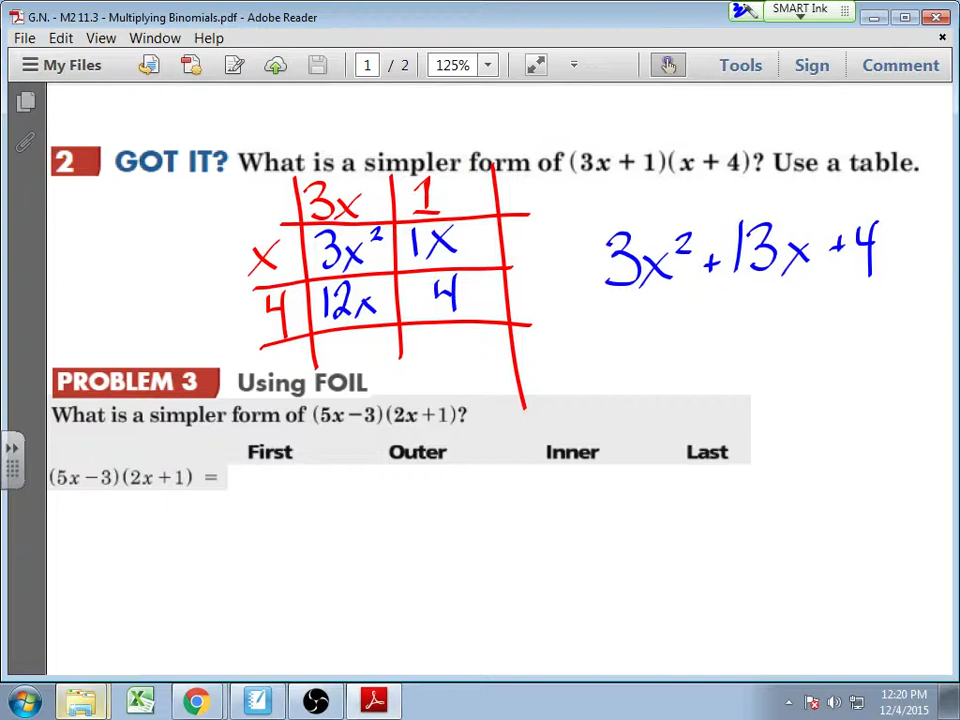 G.N. - M2 11.3 - Multiplying Binomials.pdf - Adobe Reader
SMART Ink
File Edit View Window Help
My Files 1 / 2 125% Tools Sign Comment
2 GOT IT? What is a simpler form of (3x + 1)(x + 4)? Use a table.
3x 1
x 3x² 1x
4 12x 4
3x² + 13x + 4
PROBLEM 3 Using FOIL
What is a simpler form of (5x − 3)(2x + 1)?
First Outer Inner Last
(5x − 3)(2x + 1) =
12:20 PM
12/4/2015